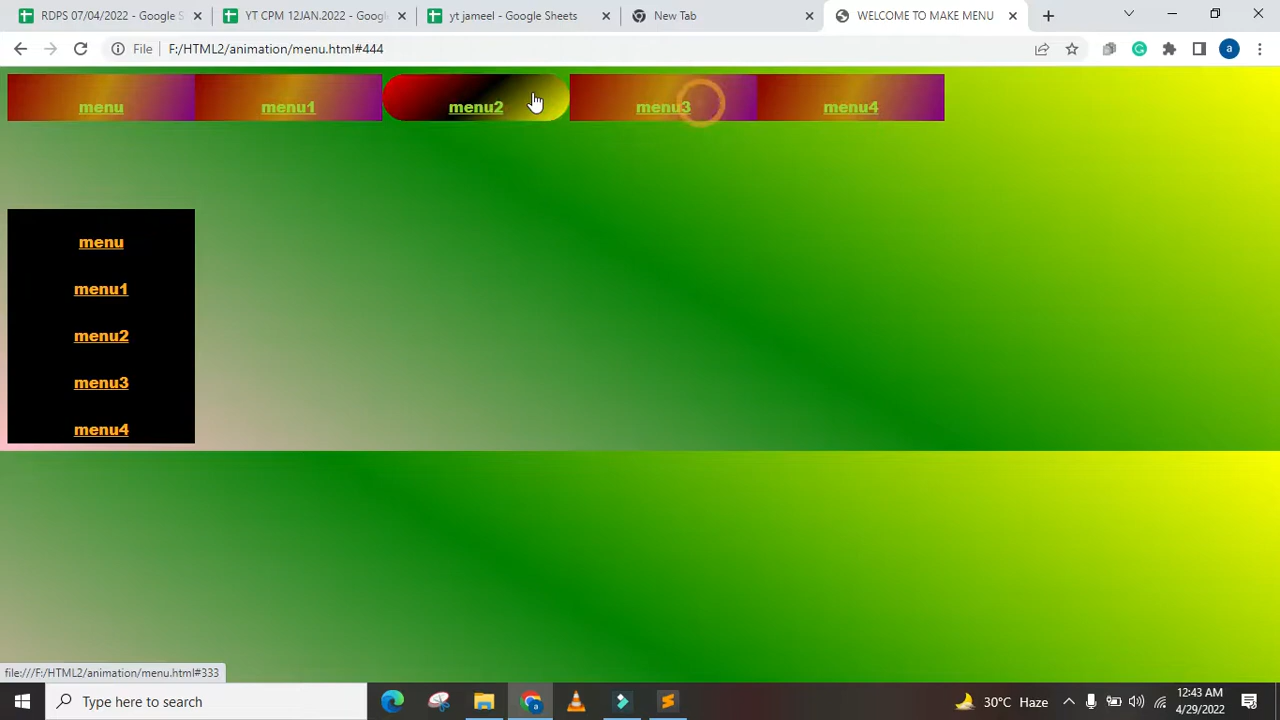 RDPS 07/04/2022 - Google S
YT CPM 12JAN.2022 - Googl
yt jameel - Google Sheets
New Tab
WELCOME TO MAKE MENU
File
F:/HTML2/animation/menu.html#444
a
menu
menu1
menu2
menu3
menu4
menu
menu1
menu2
menu3
menu4
file:///F:/HTML2/animation/menu.html#333
Type here to search
a
30°C Haze
12:43 AM
4/29/2022